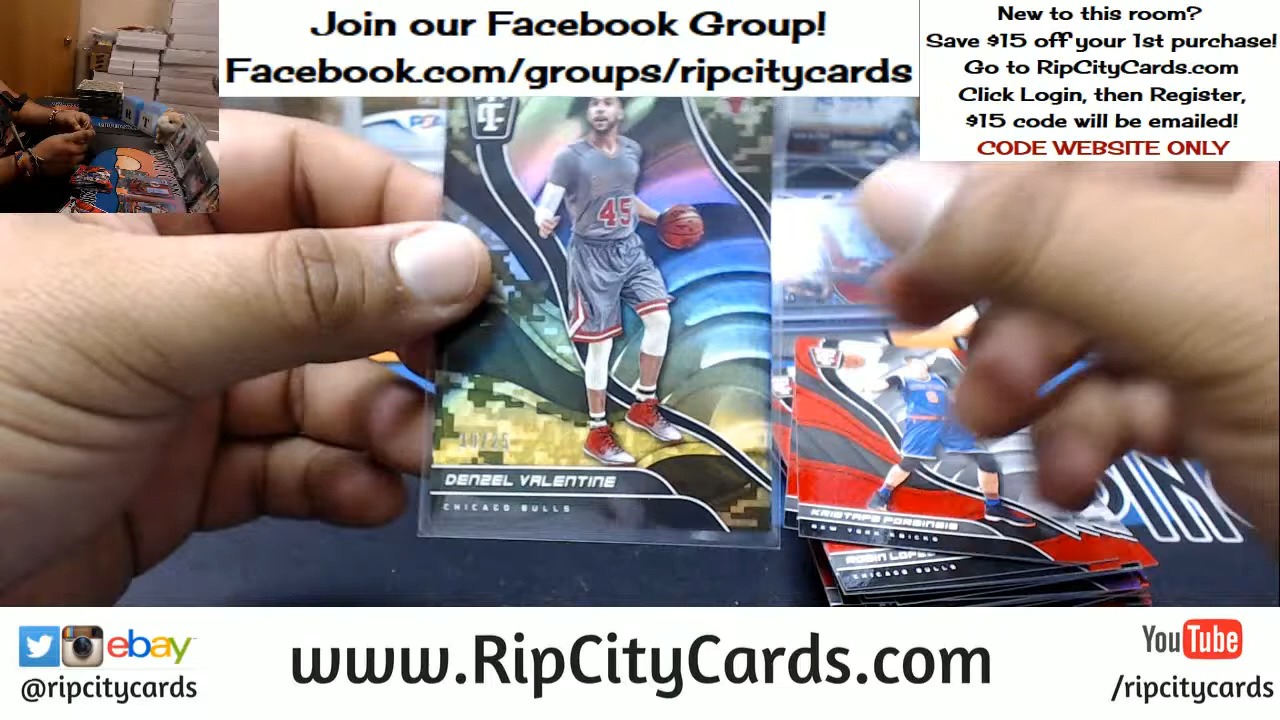 Join our Facebook Group!
Facebook.com/groups/ripcitycards
New to this room?
Save $15 off your 1st purchase!
Go to RipCityCards.com
Click Login, then Register,
$15 code will be emailed!
CODE WEBSITE ONLY
PSA
45
DENZEL VALENTINE
CHICAGO BULLS
KRISTAPS PORZINGIS
NEW YORK KNICKS
ROBIN LOPE
CHICAGO BULLS
ebay
@ripcitycards
www.RipCityCards.com
YouTube
/ripcitycards